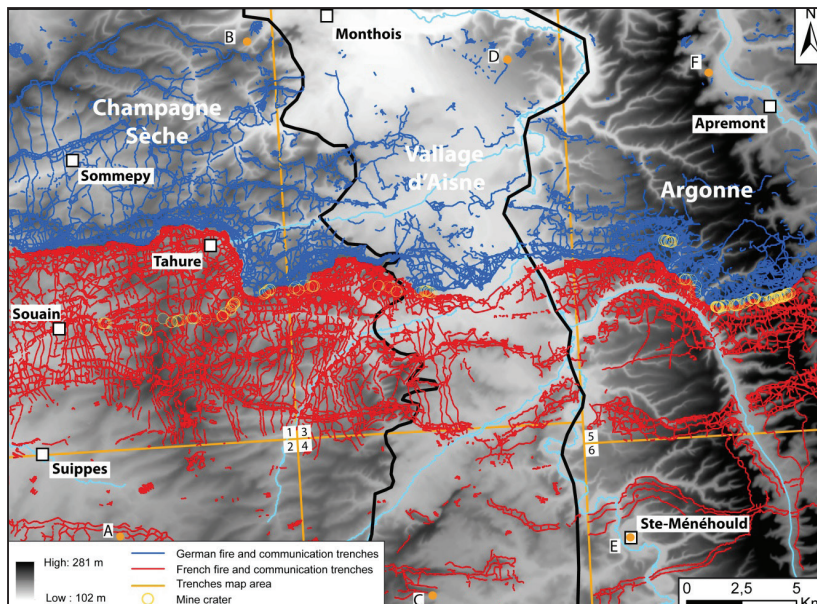 B
Monthois
N
D
F
Champagne
Sèche
Apremont
Vallage
d'Aisne
Sommepy
Argonne
Tahure
Souain
1 3
2 4
5
6
Suippes
A
Ste-Ménéhould
E
C
High: 281 m
Low : 102 m
German fire and communication trenches
French fire and communication trenches
Trenches map area
Mine crater
0 2,5 5
Km